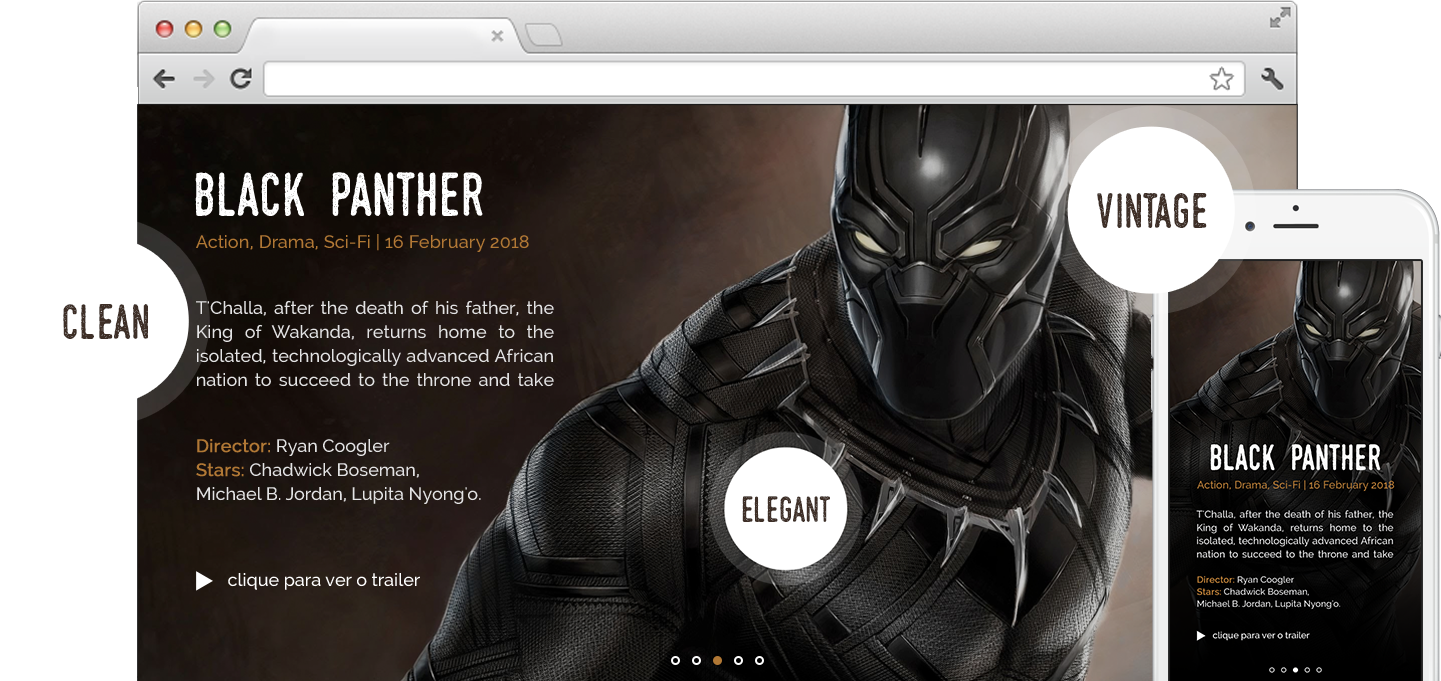 BLACK PANTHER
Action, Drama, Sci-Fi | 16 February 2018
T'Challa, after the death of his father, the
King of Wakanda, returns home to the
isolated, technologically advanced African
nation to succeed to the throne and take
Director: Ryan Coogler
Stars: Chadwick Boseman,
Michael B. Jordan, Lupita Nyong'o.
clique para ver o trailer
CLEAN
ELEGANT
VINTAGE
BLACK PANTHER
Action, Drama, Sci-Fi | 16 February 2018
T'Challa, after the death of his father, the
King of Wakanda, returns home to the
isolated, technologically advanced African
nation to succeed to the throne and take
Director: Ryan Coogler
Stars: Chadwick Boseman,
Michael B. Jordan, Lupita Nyong'o.
clique para ver o trailer